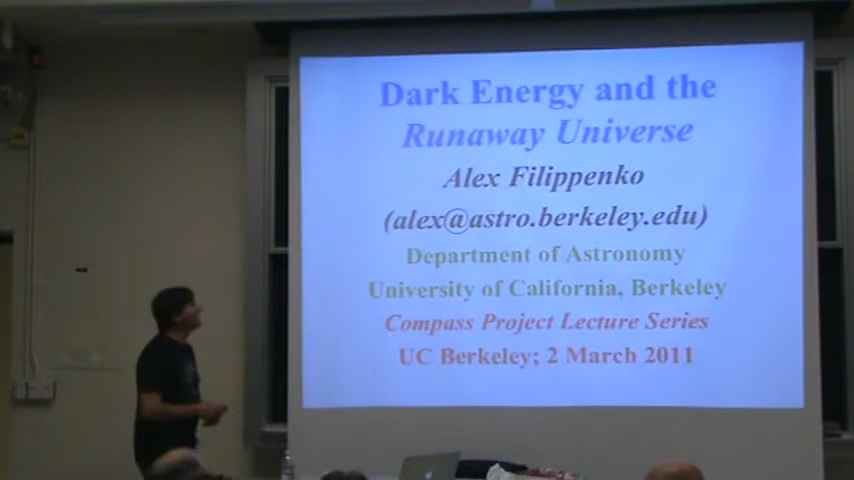 Dark Energy and the
Runaway Universe
Alex Filippenko
(alex@astro.berkeley.edu)
Department of Astronomy
University of California, Berkeley
Compass Project Lecture Series
UC Berkeley; 2 March 2011